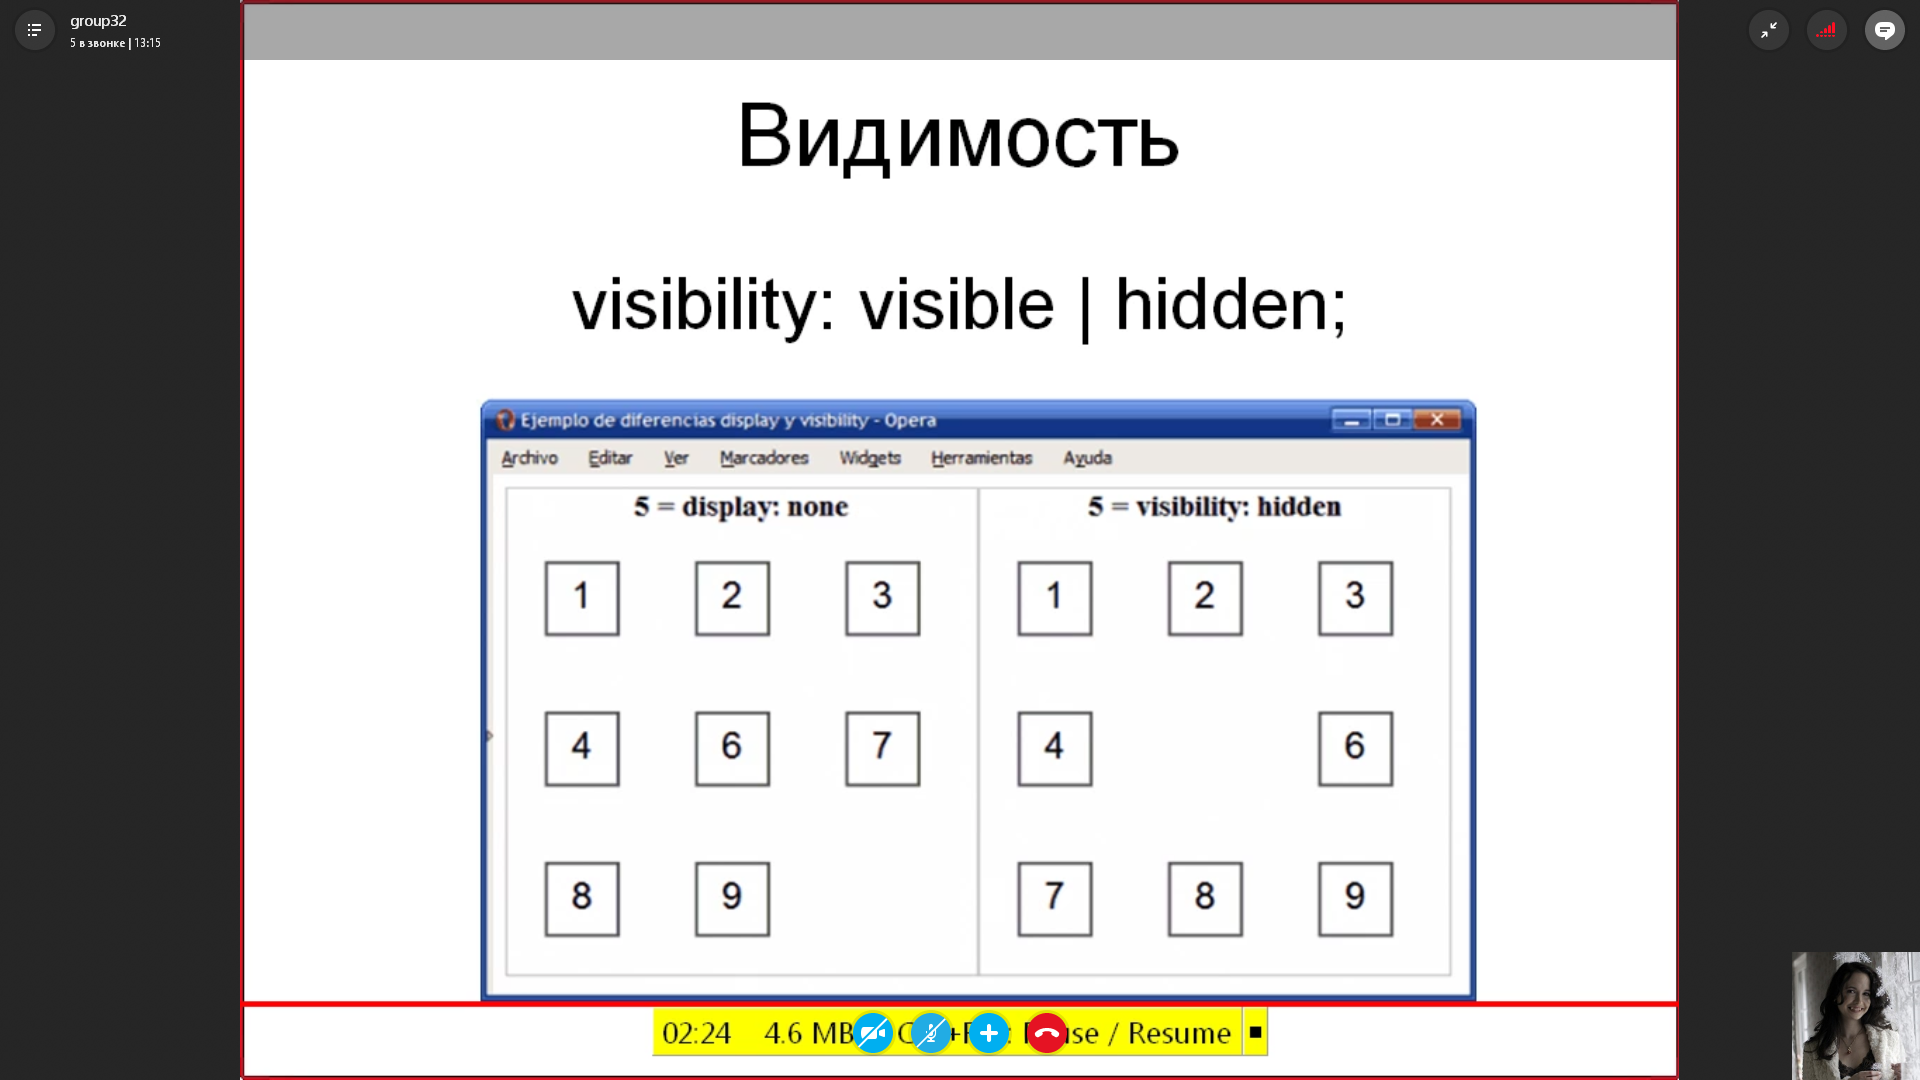 group32
5 в звонке | 13:15
Видимость
visibility: visible | hidden;
Ejemplo de diferencias display y visibility - Opera
Archivo Editar Ver Marcadores Widgets Herramientas Ayuda
5 = display: none
1 2 3
4 6 7
8 9
5 = visibility: hidden
1 2 3
4 6
7 8 9
02:24 4.6 MB / Resume